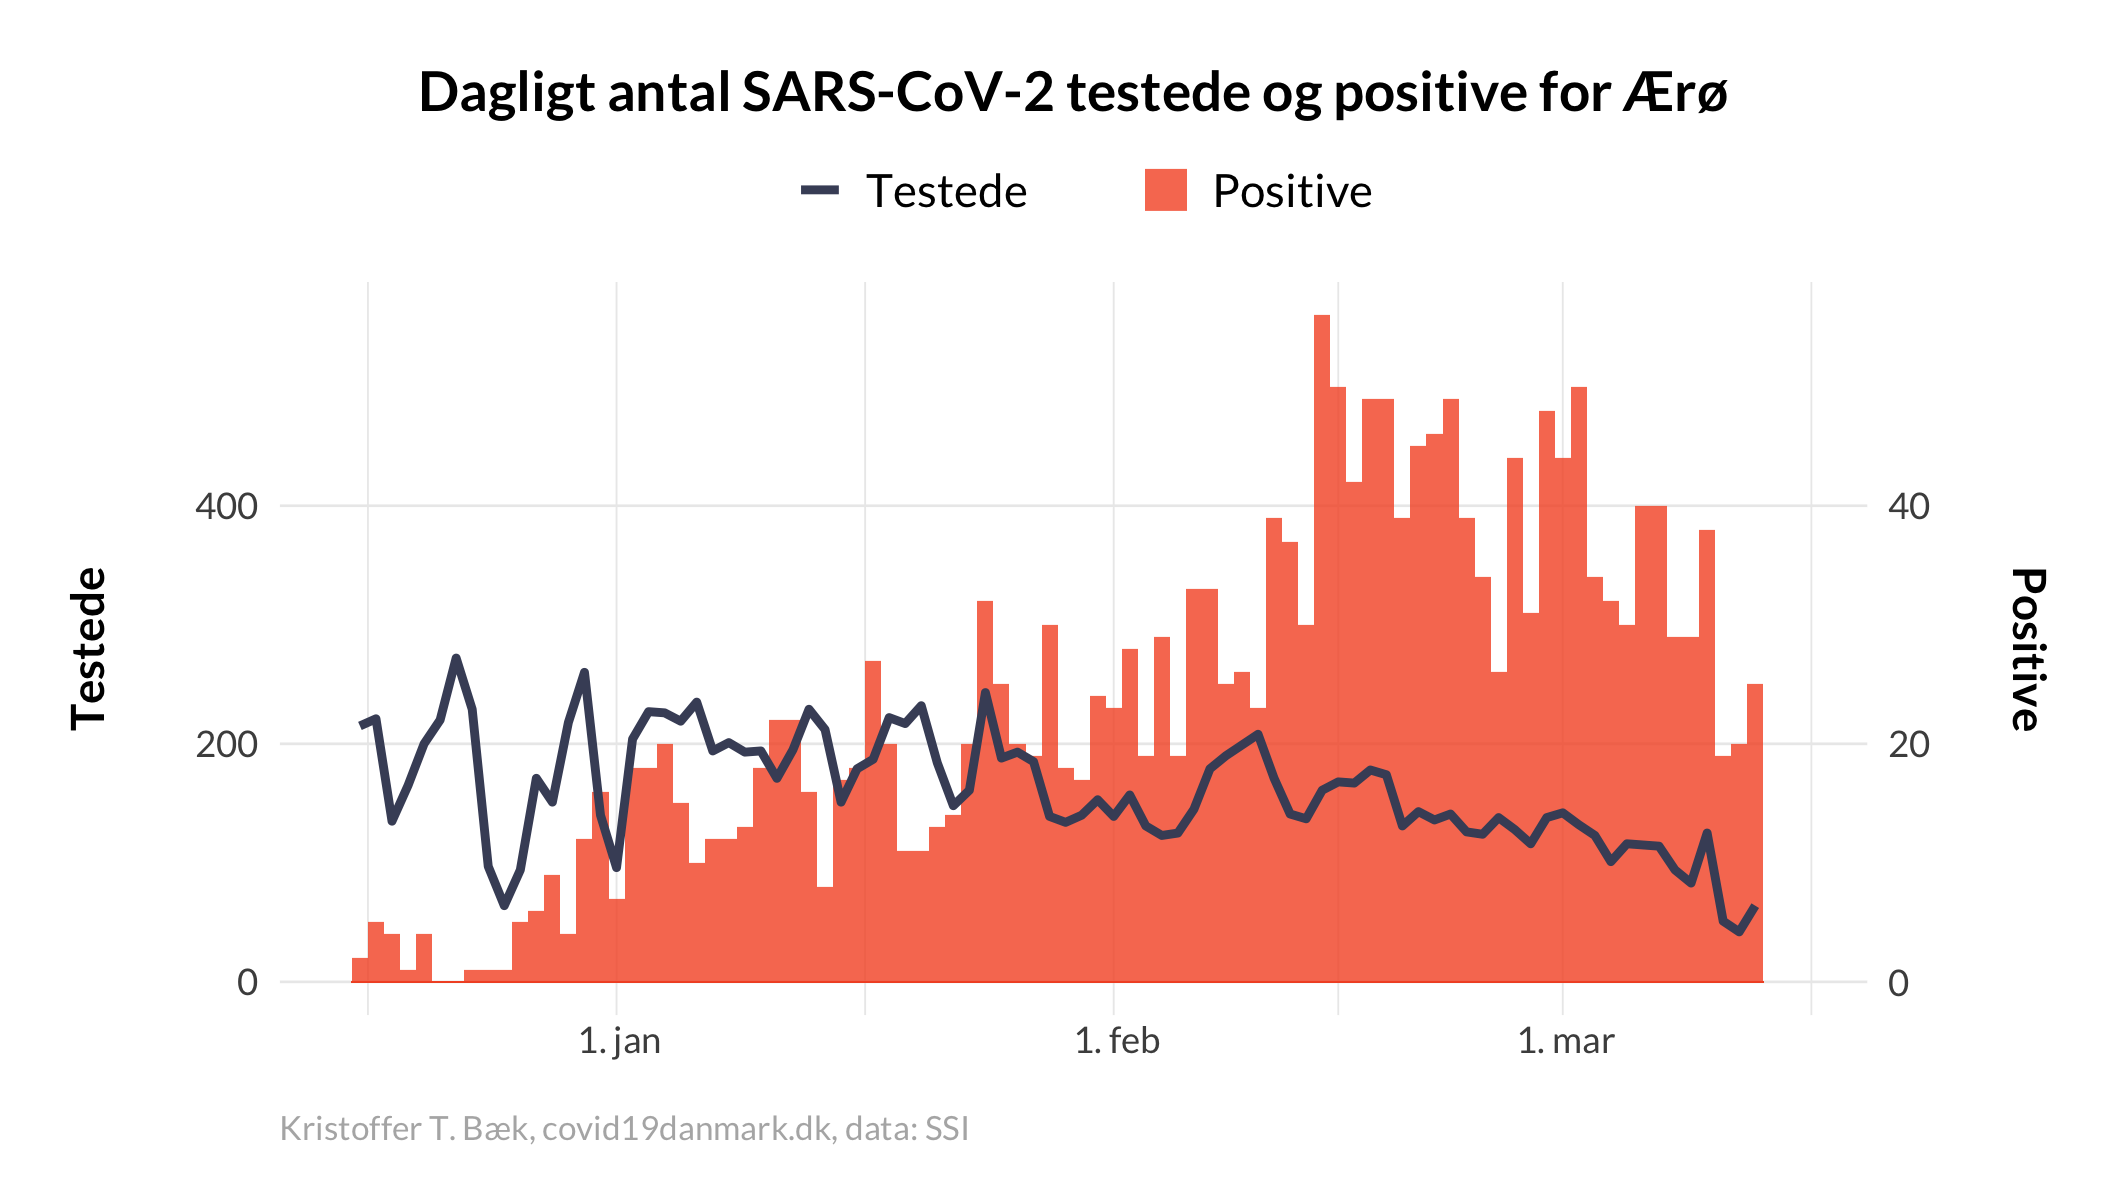 Dagligt antal SARS-CoV-2 testede og positive for Ærø
Testede
Positive
400
200
0
Testede
40
20
0
Positive
1. jan
1. feb
1. mar
Kristoffer T. Bæk, covid19danmark.dk, data: SSI